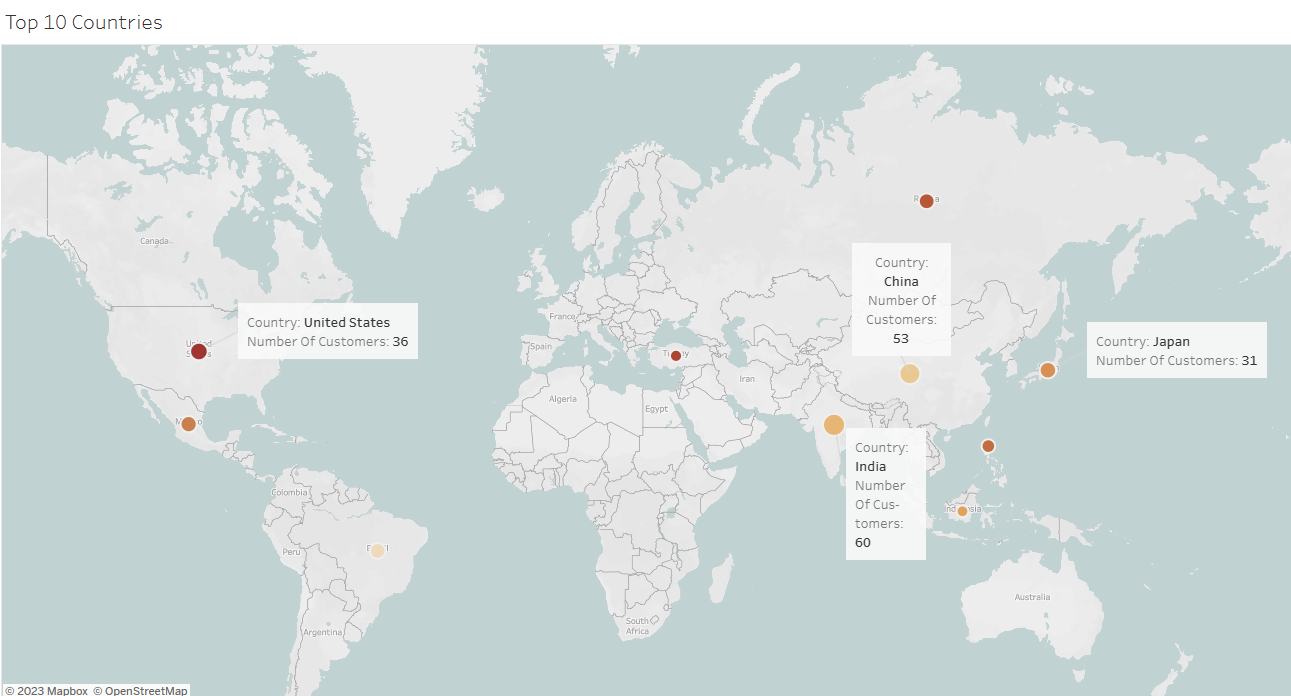 Top 10 Countries
Canada
Country: United States
Number Of Customers: 36
Mexico
Colombia
Peru
Argentina
France
Spain
Algeria
Egypt
Iran
South
Africa
Country:
China
Number Of
Customers:
53
Country: Japan
Number Of Customers: 31
Country:
India
Number
Of Cus-
tomers:
60
Australia
© 2023 Mapbox © OpenStreetMap